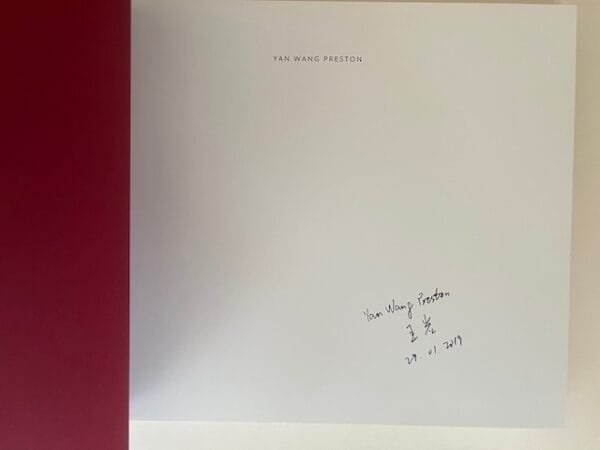 YAN WANG PRESTON
Yan Wang Preston
王岩
29. 01. 2019